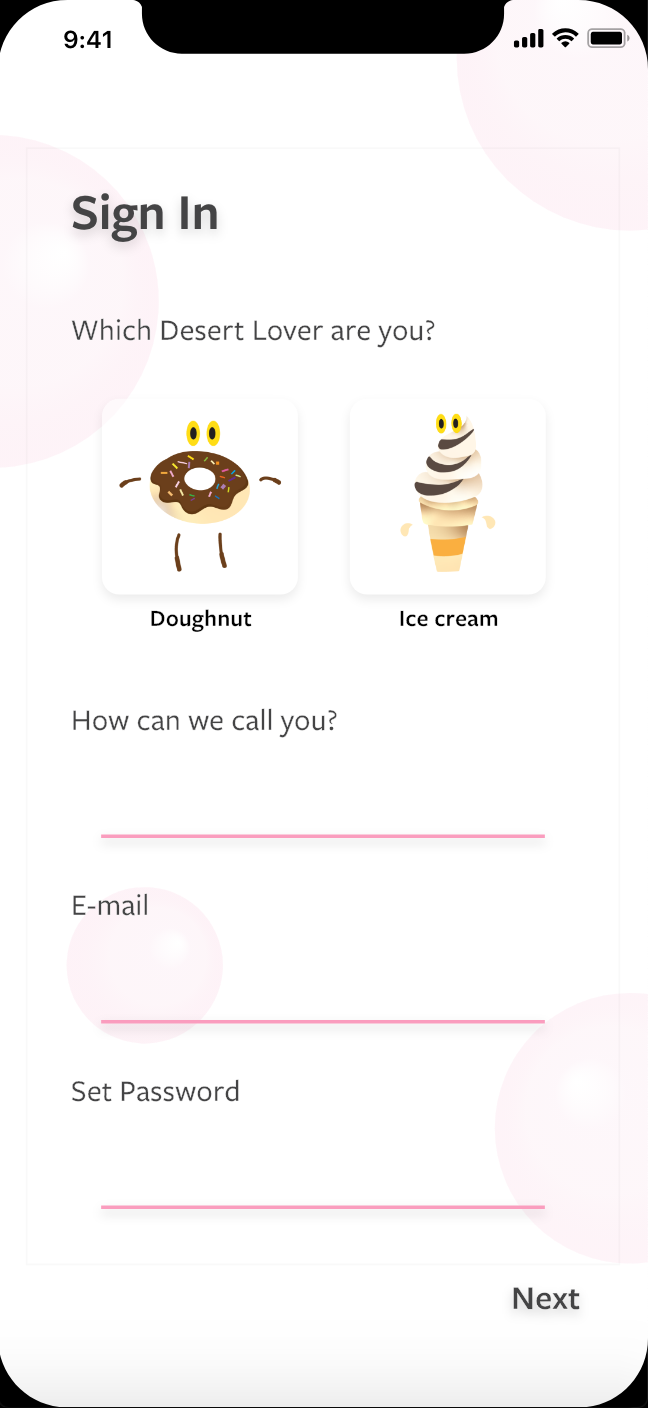 9:41
Sign In
Which Desert Lover are you?
Doughnut
Ice cream
How can we call you?
E-mail
Set Password
Next